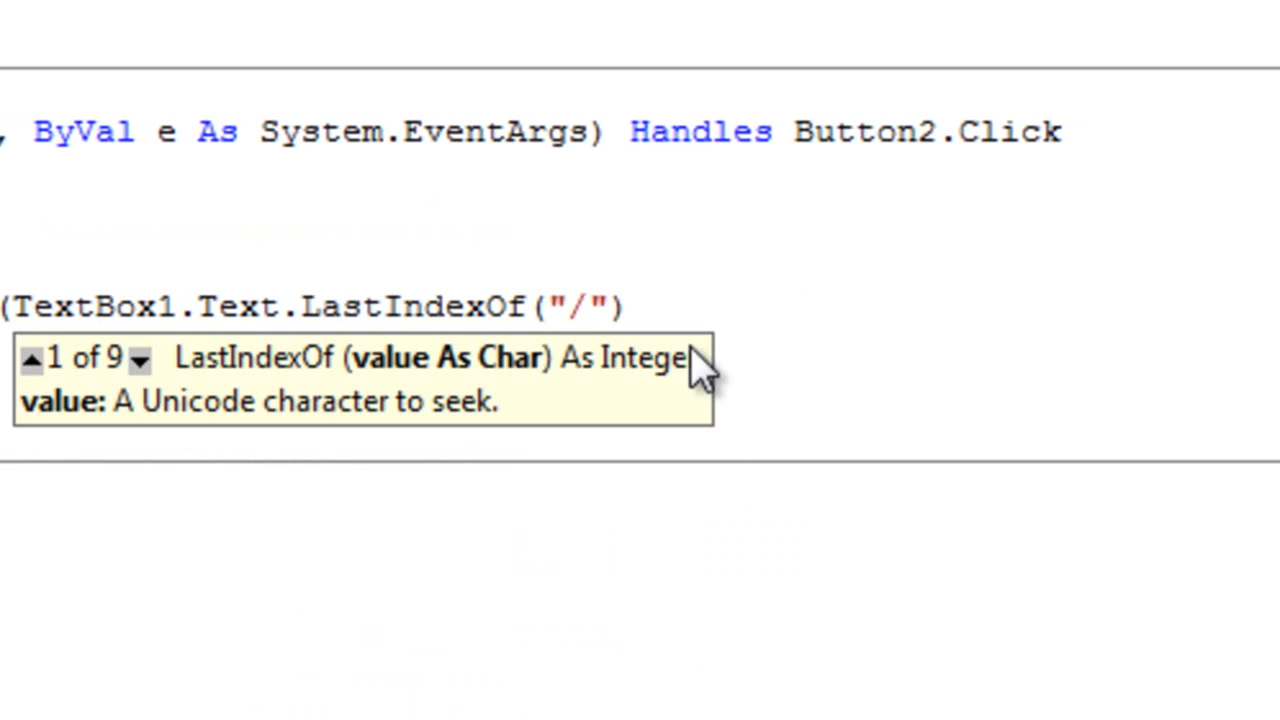 , ByVal e As System.EventArgs) Handles Button2.Click
(TextBox1.Text.LastIndexOf("/")
▲1 of 9▼ LastIndexOf (value As Char) As Intege
value: A Unicode character to seek.